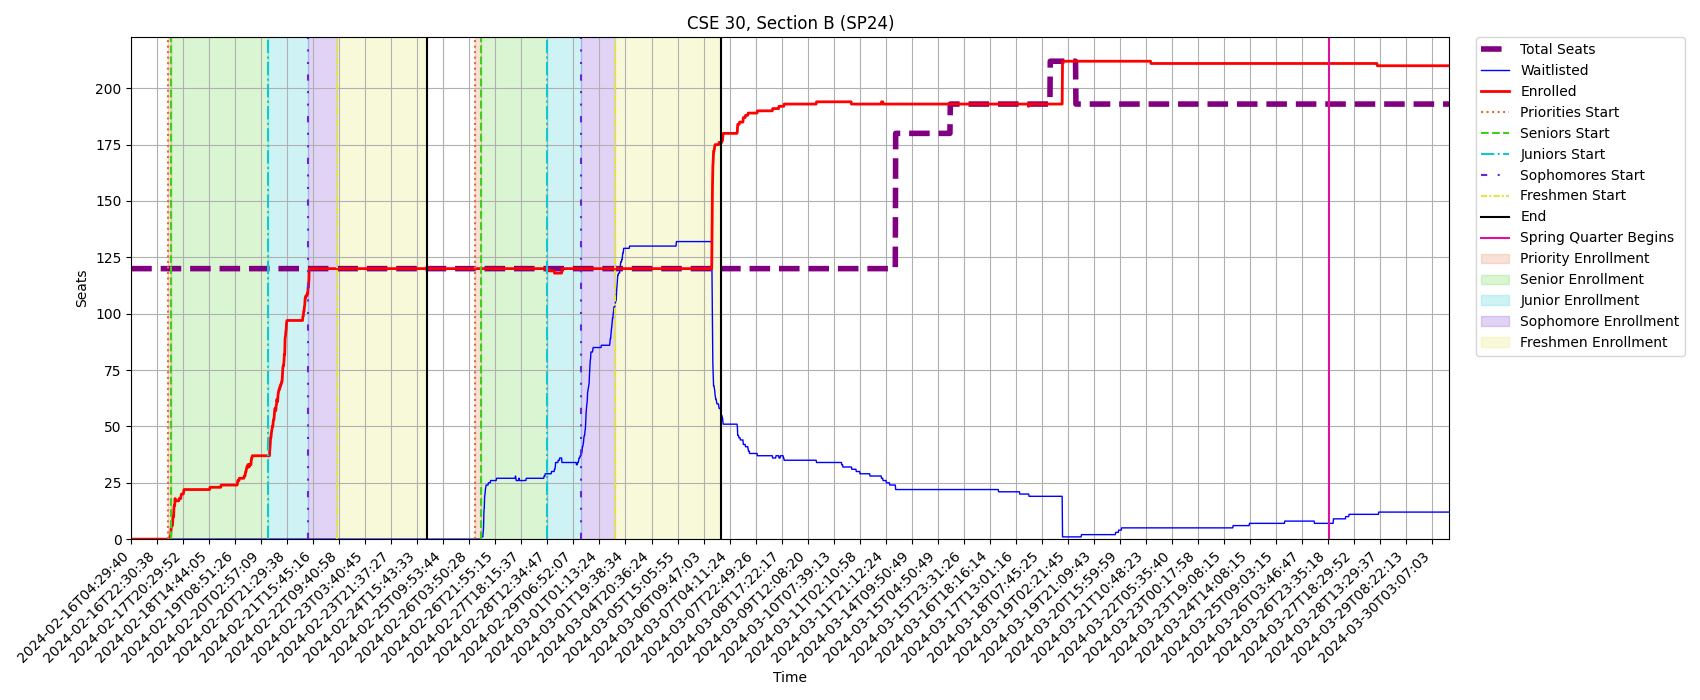 CSE 30, Section B (SP24)
Seats
200
175
150
125
100
75
50
25
0
2024-02-16T04:29:40
2024-02-16T22:30:38
2024-02-17T20:29:52
2024-02-18T14:44:05
2024-02-19T08:51:26
2024-02-20T02:57:09
2024-02-20T21:29:38
2024-02-21T15:45:16
2024-02-22T09:40:58
2024-02-23T03:40:45
2024-02-23T21:37:27
2024-02-24T15:43:33
2024-02-25T09:53:44
2024-02-26T03:50:28
2024-02-26T21:55:15
2024-02-27T18:15:37
2024-02-28T12:34:47
2024-02-29T06:52:07
2024-03-01T01:13:24
2024-03-01T19:38:34
2024-03-04T20:36:24
2024-03-05T15:05:55
2024-03-06T09:47:03
2024-03-07T04:11:24
2024-03-07T22:49:26
2024-03-08T17:22:17
2024-03-09T12:08:20
2024-03-10T07:39:13
2024-03-11T02:10:58
2024-03-11T21:12:24
2024-03-14T09:50:49
2024-03-15T04:50:49
2024-03-15T23:31:26
2024-03-16T18:16:14
2024-03-17T13:01:16
2024-03-18T07:45:25
2024-03-19T02:21:45
2024-03-19T21:09:43
2024-03-20T15:59:59
2024-03-21T10:48:23
2024-03-22T05:35:40
2024-03-23T00:17:58
2024-03-23T19:08:15
2024-03-24T14:08:15
2024-03-25T09:03:15
2024-03-26T03:46:47
2024-03-26T23:35:18
2024-03-27T18:29:52
2024-03-28T13:29:37
2024-03-29T08:22:13
2024-03-30T03:07:03
Time
Total Seats
Waitlisted
Enrolled
Priorities Start
Seniors Start
Juniors Start
Sophomores Start
Freshmen Start
End
Spring Quarter Begins
Priority Enrollment
Senior Enrollment
Junior Enrollment
Sophomore Enrollment
Freshmen Enrollment